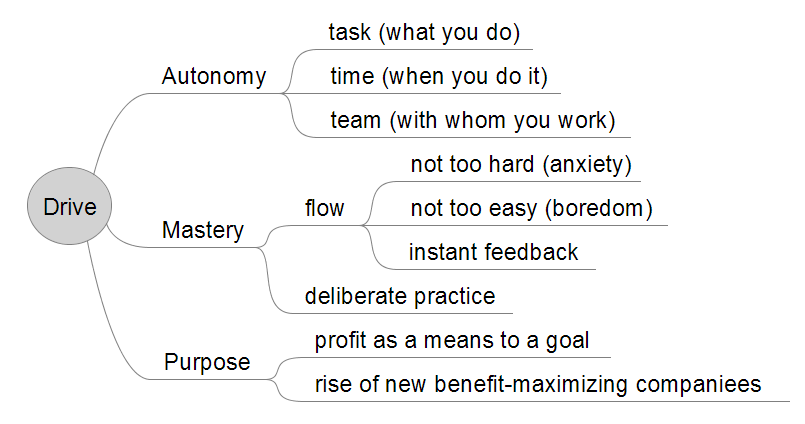 Drive
Autonomy
task (what you do)
time (when you do it)
team (with whom you work)
Mastery
flow
not too hard (anxiety)
not too easy (boredom)
instant feedback
deliberate practice
Purpose
profit as a means to a goal
rise of new benefit-maximizing companiees